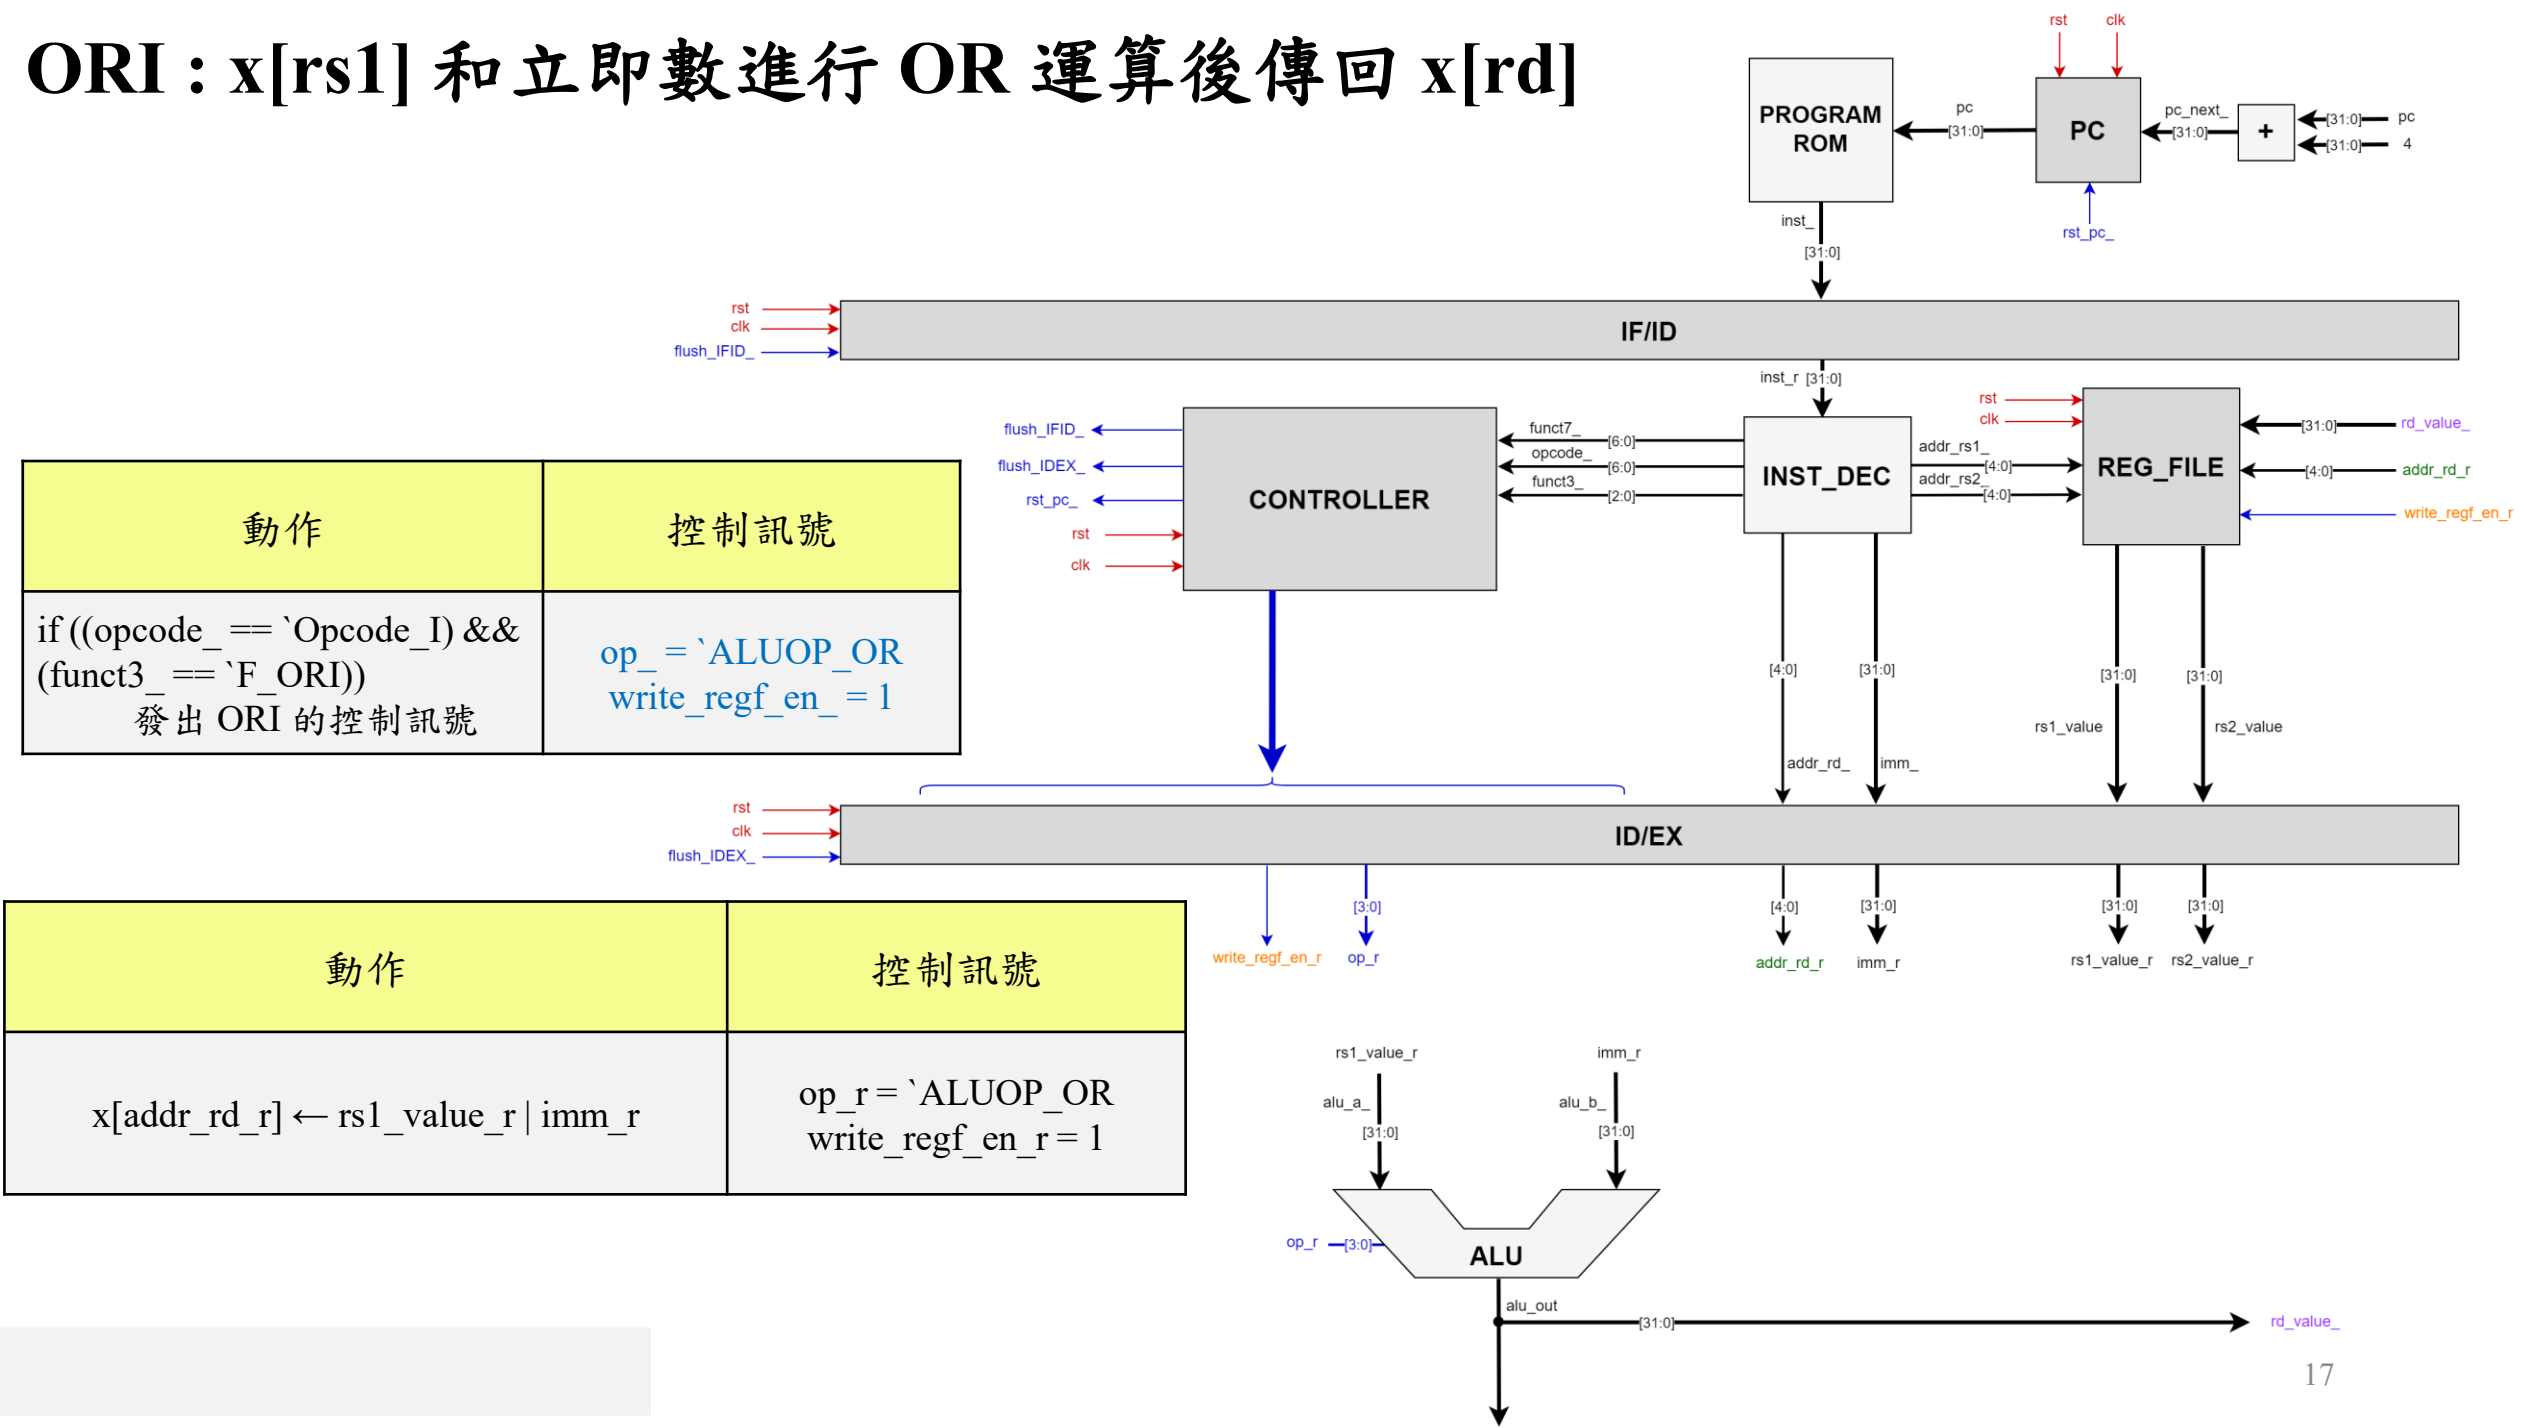 ORI : x[rs1] 和立即數進行 OR 運算後傳回 x[rd]
rst
clk
PROGRAM
ROM
pc
[31:0]
PC
pc_next_
[31:0]
+
[31:0]
pc
[31:0]
4
rst_pc_
inst_
[31:0]
rst
clk
flush_IFID_
IF/ID
inst_r [31:0]
flush_IFID_
flush_IDEX_
rst_pc_
rst
clk
CONTROLLER
funct7_
[6:0]
opcode_
[6:0]
funct3_
[2:0]
INST_DEC
addr_rs1_
[4:0]
addr_rs2_
[4:0]
rst
clk
REG_FILE
[31:0]
rd_value_
[4:0]
addr_rd_r
write_regf_en_r
動作
控制訊號
if ((opcode_ == `Opcode_I) &&
(funct3_ == `F_ORI))
發出 ORI 的控制訊號
op_ = `ALUOP_OR
write_regf_en_ = 1
[4:0]
[31:0]
[31:0]
[31:0]
rs1_value
rs2_value
addr_rd_
imm_
rst
clk
flush_IDEX_
ID/EX
[3:0]
[4:0]
[31:0]
[31:0]
[31:0]
write_regf_en_r
op_r
addr_rd_r
imm_r
rs1_value_r
rs2_value_r
動作
控制訊號
x[addr_rd_r] ← rs1_value_r | imm_r
op_r = `ALUOP_OR
write_regf_en_r = 1
rs1_value_r
imm_r
alu_a_
alu_b_
[31:0]
[31:0]
op_r
[3:0]
ALU
alu_out
[31:0]
rd_value_
17